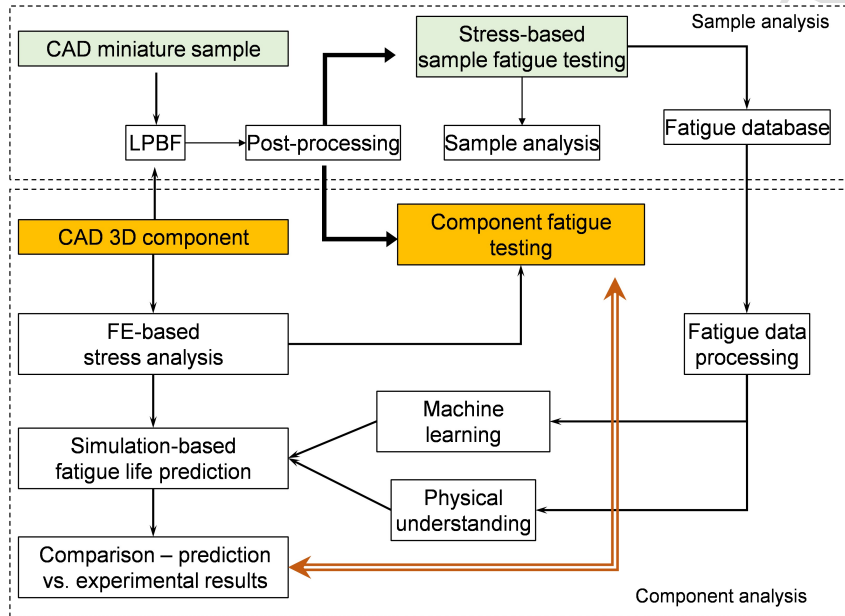 Sample analysis
CAD miniature sample
Stress-based
sample fatigue testing
LPBF
Post-processing
Sample analysis
Fatigue database
CAD 3D component
Component fatigue
testing
FE-based
stress analysis
Fatigue data
processing
Machine
learning
Simulation-based
fatigue life prediction
Physical
understanding
Comparison – prediction
vs. experimental results
Component analysis